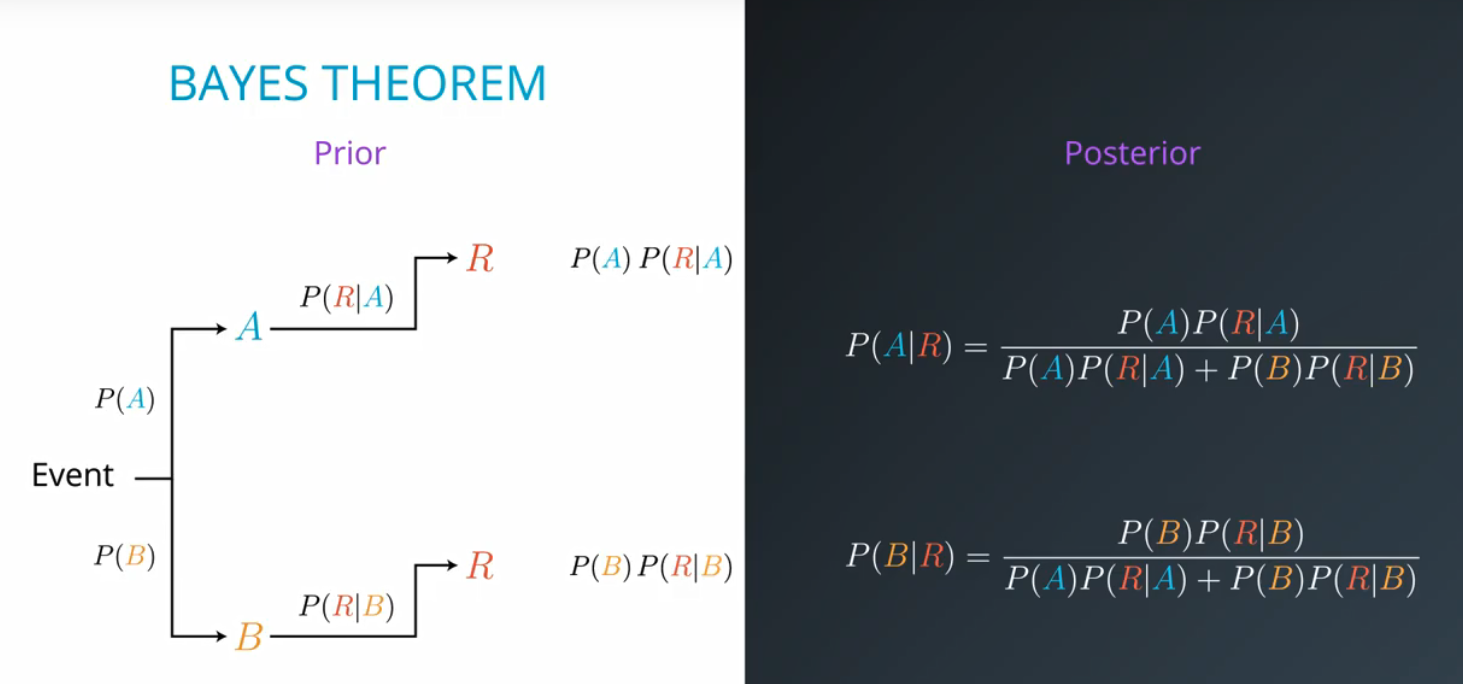 BAYES THEOREM
Prior
R
P(A) P(R|A)
P(R|A)
A
P(A)
Event
P(B)
R
P(B) P(R|B)
P(R|B)
B
Posterior
P(A|R) = P(A)P(R|A) / P(A)P(R|A) + P(B)P(R|B)
P(B|R) = P(B)P(R|B) / P(A)P(R|A) + P(B)P(R|B)